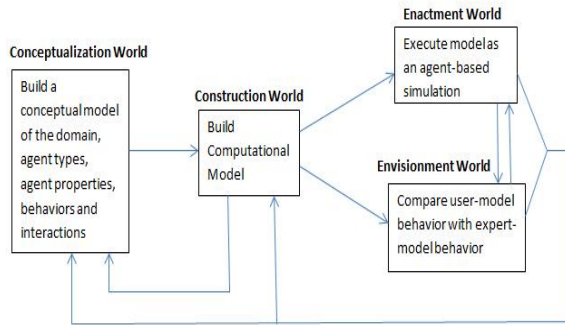 Conceptualization World
Build a
conceptual model
of the domain,
agent types,
agent properties,
behaviors and
interactions
Construction World
Build
Computational
Model
Enactment World
Execute model as
an agent-based
simulation
Envisionment World
Compare user-model
behavior with expert-
model behavior